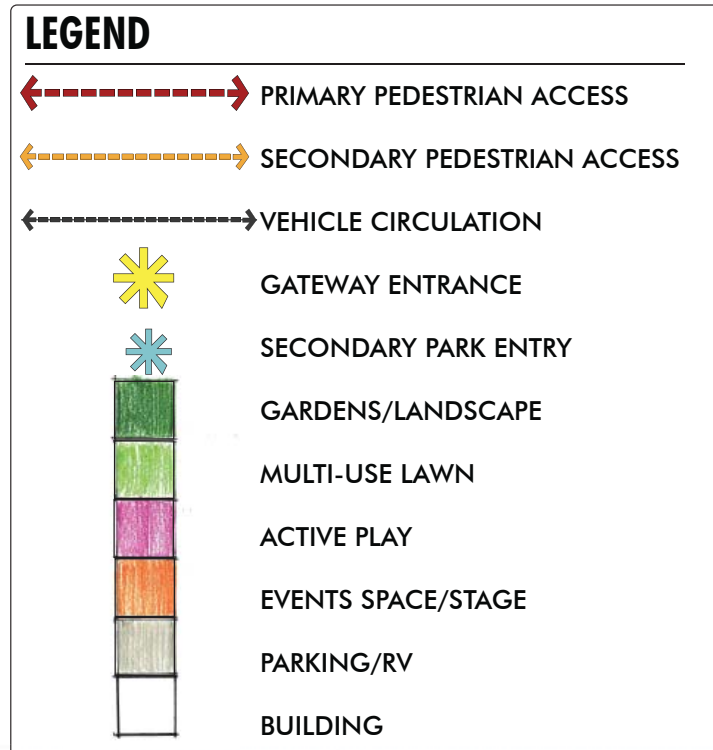 LEGEND
PRIMARY PEDESTRIAN ACCESS
SECONDARY PEDESTRIAN ACCESS
VEHICLE CIRCULATION
GATEWAY ENTRANCE
SECONDARY PARK ENTRY
GARDENS/LANDSCAPE
MULTI-USE LAWN
ACTIVE PLAY
EVENTS SPACE/STAGE
PARKING/RV
BUILDING